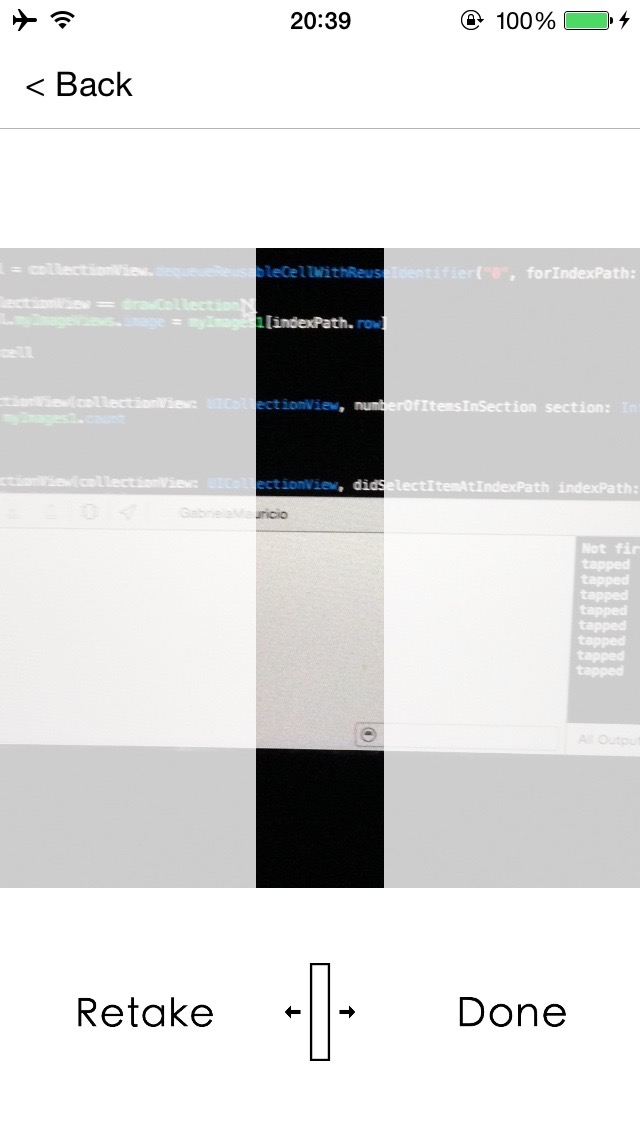 20:39
100%
< Back
= collectionView.dequeueReusableCellWithReuseIdentifier("0", forIndexPath:
lectionView == drawCollection
l.myImageViews.image = myImages1[indexPath.row]
cell
ctionView(collectionView: UICollectionView, numberOfItemsInSection section: In
myImages1.count
ctionView(collectionView: UICollectionView, didSelectItemAtIndexPath indexPath:
GabrielaMauricio
Not fir
tapped
tapped
tapped
tapped
tapped
tapped
tapped
tapped
All Output
Retake
Done